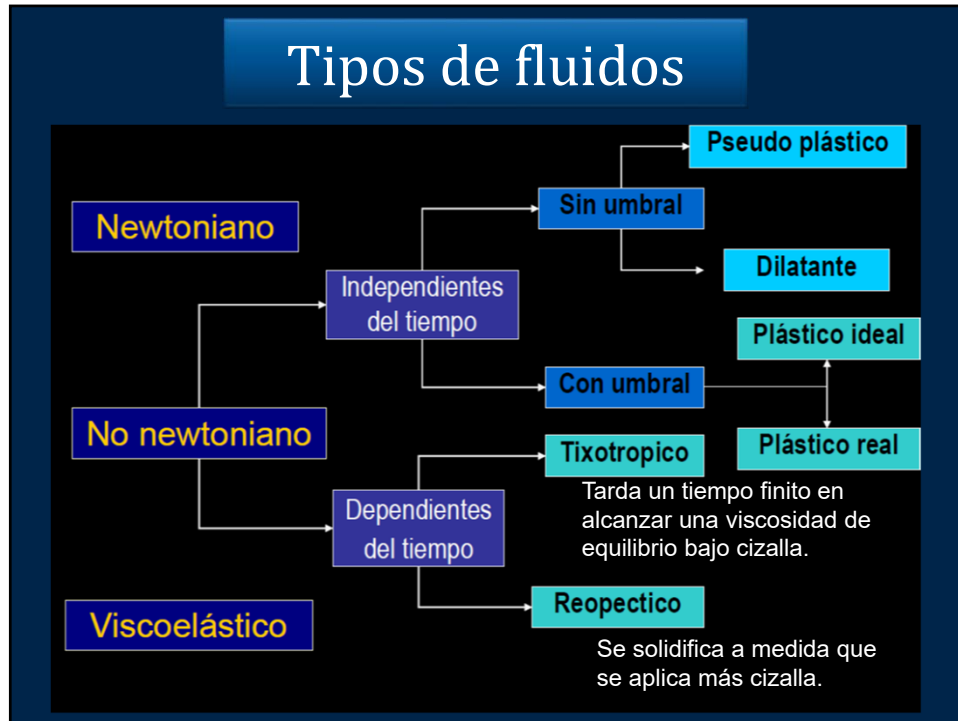 Tipos de fluidos
Pseudo plástico
Sin umbral
Newtoniano
Dilatante
Independientes
del tiempo
Plástico ideal
Con umbral
No newtoniano
Plástico real
Tixotropico
Tarda un tiempo finito en
alcanzar una viscosidad de
equilibrio bajo cizalla.
Dependientes
del tiempo
Reopectico
Viscoelástico
Se solidifica a medida que
se aplica más cizalla.